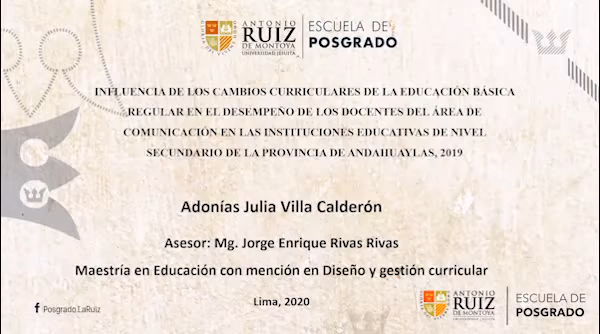 ANTONIO
RUIZ
DE MONTOYA
UNIVERSIDAD JESUITA
ESCUELA DE
POSGRADO
INFLUENCIA DE LOS CAMBIOS CURRICULARES DE LA EDUCACIÓN BÁSICA
REGULAR EN EL DESEMPEÑO DE LOS DOCENTES DEL ÁREA DE
COMUNICACIÓN EN LAS INSTITUCIONES EDUCATIVAS DE NIVEL
SECUNDARIO DE LA PROVINCIA DE ANDAHUAYLAS, 2019
Adonías Julia Villa Calderón
Asesor: Mg. Jorge Enrique Rivas Rivas
Maestría en Educación con mención en Diseño y gestión curricular
Lima, 2020
f Posgrado.LaRuiz
ANTONIO
RUIZ
DE MONTOYA
UNIVERSIDAD JESUITA
ESCUELA DE
POSGRADO